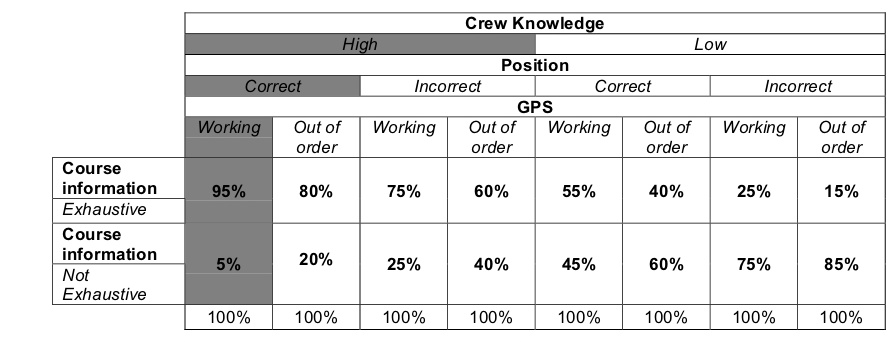 Crew Knowledge
High Low
Position
Correct Incorrect Correct Incorrect
GPS
Working Out of order Working Out of order Working Out of order Working Out of order
Course information
Exhaustive
95% 80% 75% 60% 55% 40% 25% 15%
Course information
Not Exhaustive
5% 20% 25% 40% 45% 60% 75% 85%
100% 100% 100% 100% 100% 100% 100% 100%